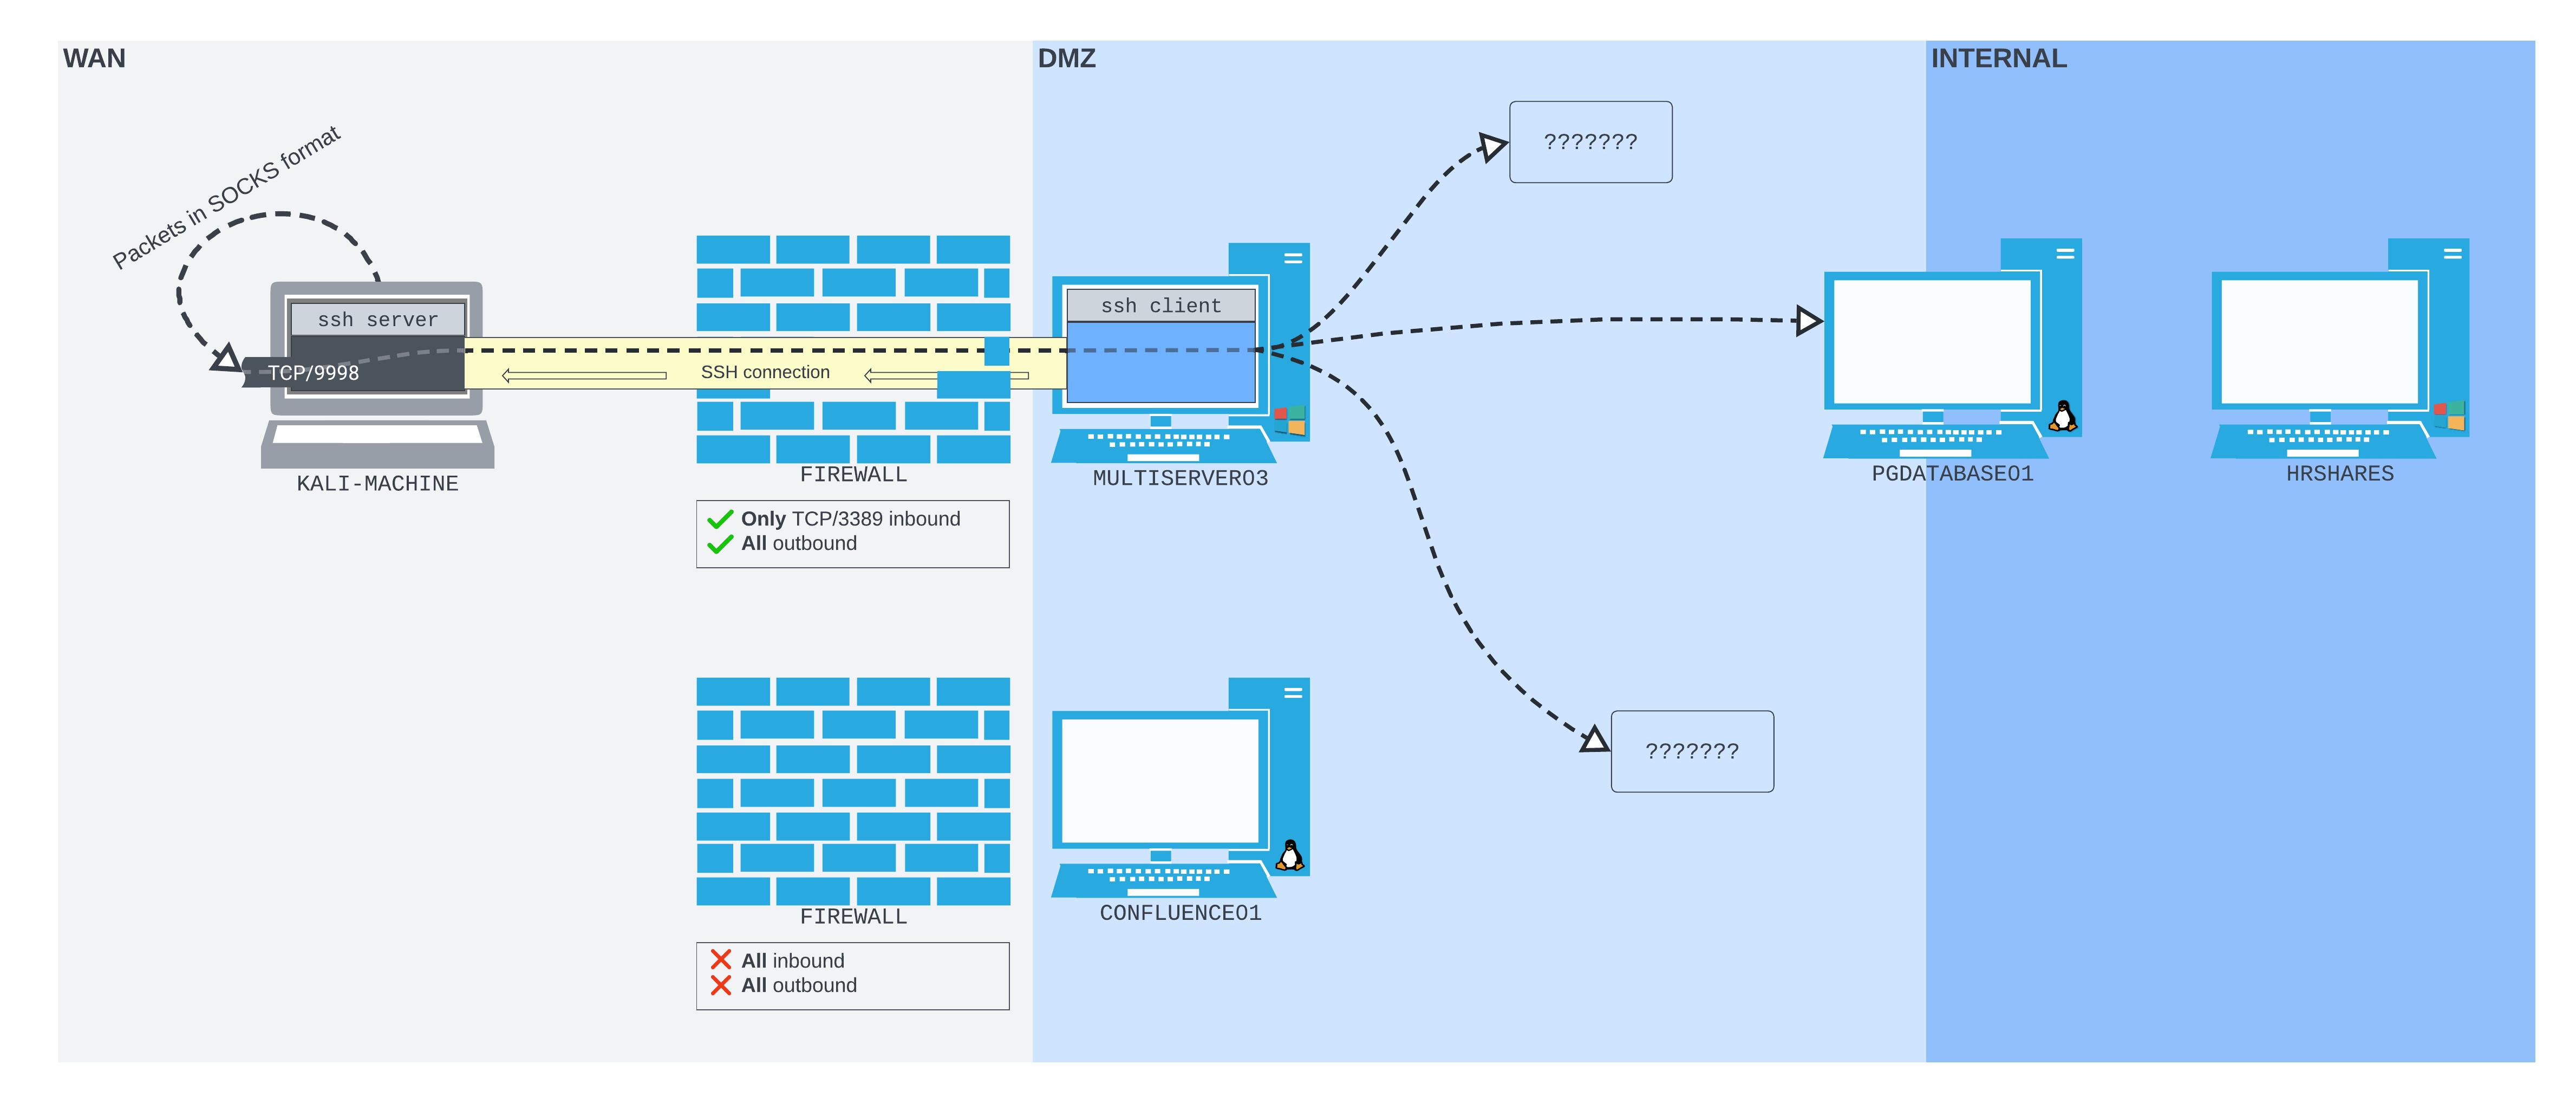 WAN
DMZ
INTERNAL
Packets in SOCKS format
???????
ssh server
ssh client
TCP/9998
SSH connection
KALI-MACHINE
FIREWALL
MULTISERVER03
PGDATABASE01
HRSHARES
Only TCP/3389 inbound
All outbound
???????
FIREWALL
CONFLUENCE01
All inbound
All outbound